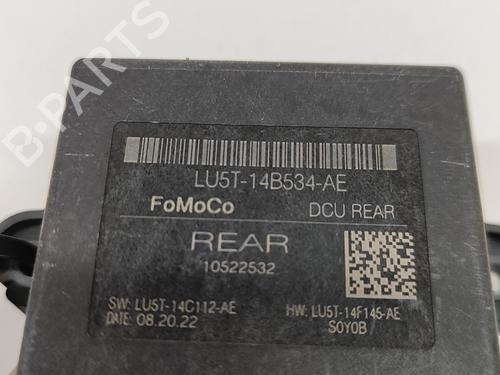 B-PARTS
LU5T-14B534-AE
FoMoCo DCU REAR
REAR
10522532
SW: LU5T-14C112-AE HW: LU5T-14F145-AE
DATE: 08.20.22 S0Y0B